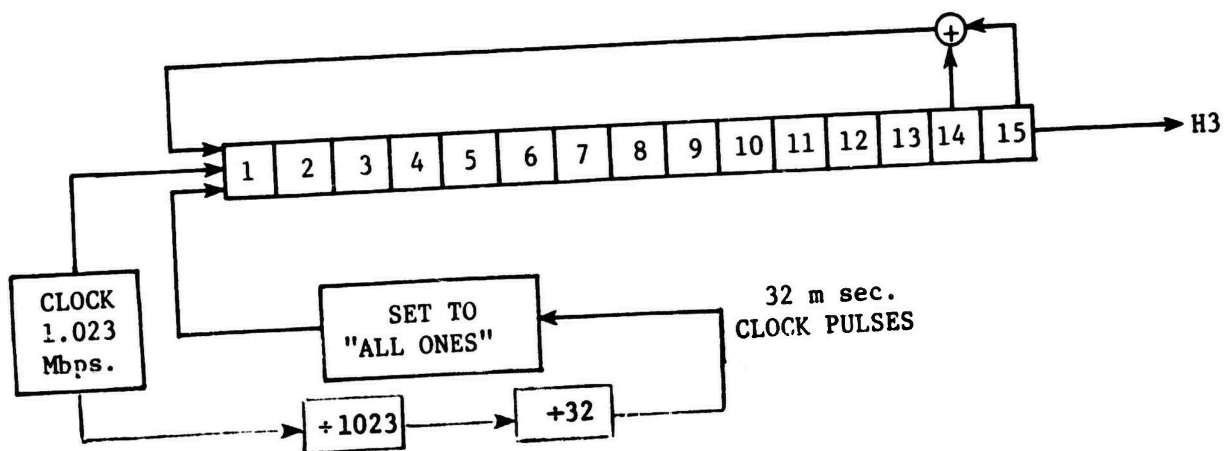 +
1 2 3 4 5 6 7 8 9 10 11 12 13 14 15
H3
CLOCK
1.023
Mbps.
SET TO
"ALL ONES"
32 m sec.
CLOCK PULSES
÷1023
+32